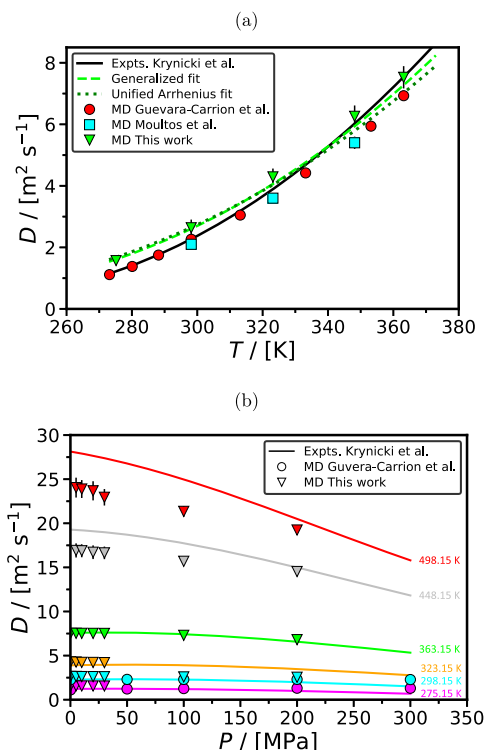 (a)
Expts. Krynicki et al.
Generalized fit
Unified Arrhenius fit
MD Guevara-Carrion et al.
MD Moultos et al.
MD This work
8
6
4
2
0
D / [m² s⁻¹]
260 280 300 320 340 360 380
T / [K]
(b)
Expts. Krynicki et al.
MD Guvera-Carrion et al.
MD This work
30
25
20
15
10
5
0
D / [m² s⁻¹]
498.15 K
448.15 K
363.15 K
323.15 K
298.15 K
275.15 K
0 50 100 150 200 250 300 350
P / [MPa]